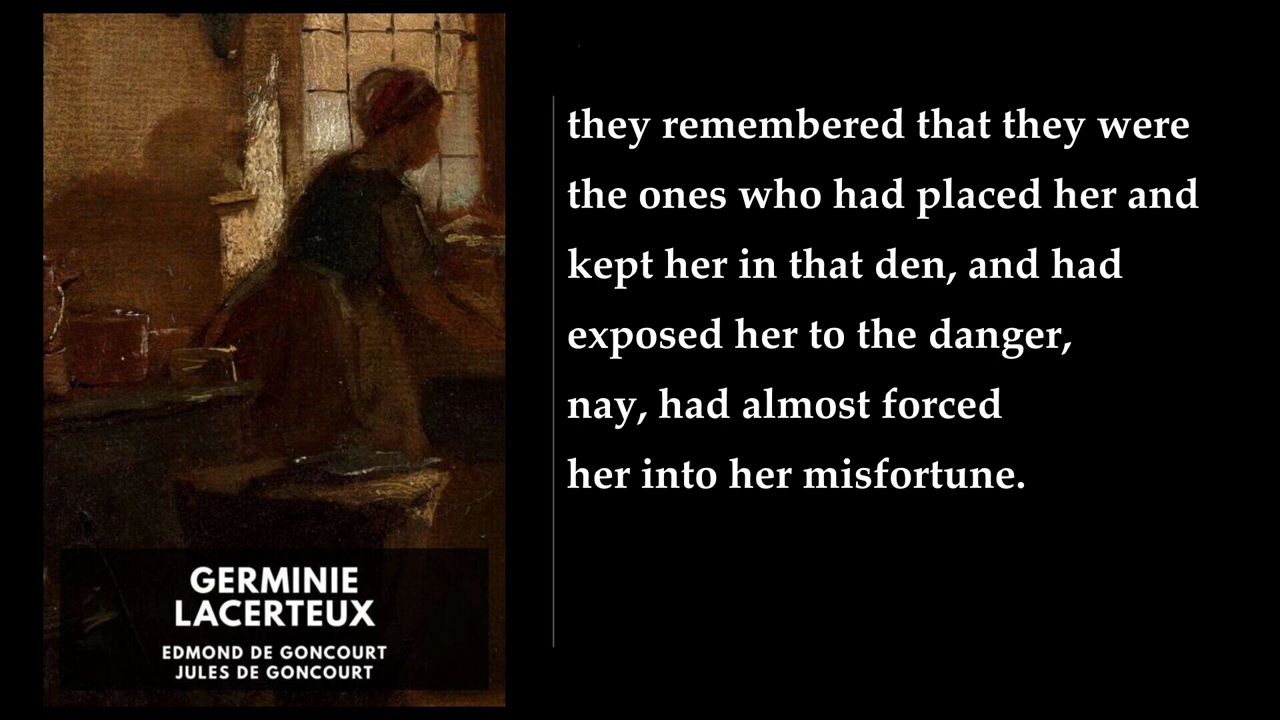 they remembered that they were
the ones who had placed her and
kept her in that den, and had
exposed her to the danger,
nay, had almost forced
her into her misfortune.
GERMINIE
LACERTEUX
EDMOND DE GONCOURT
JULES DE GONCOURT